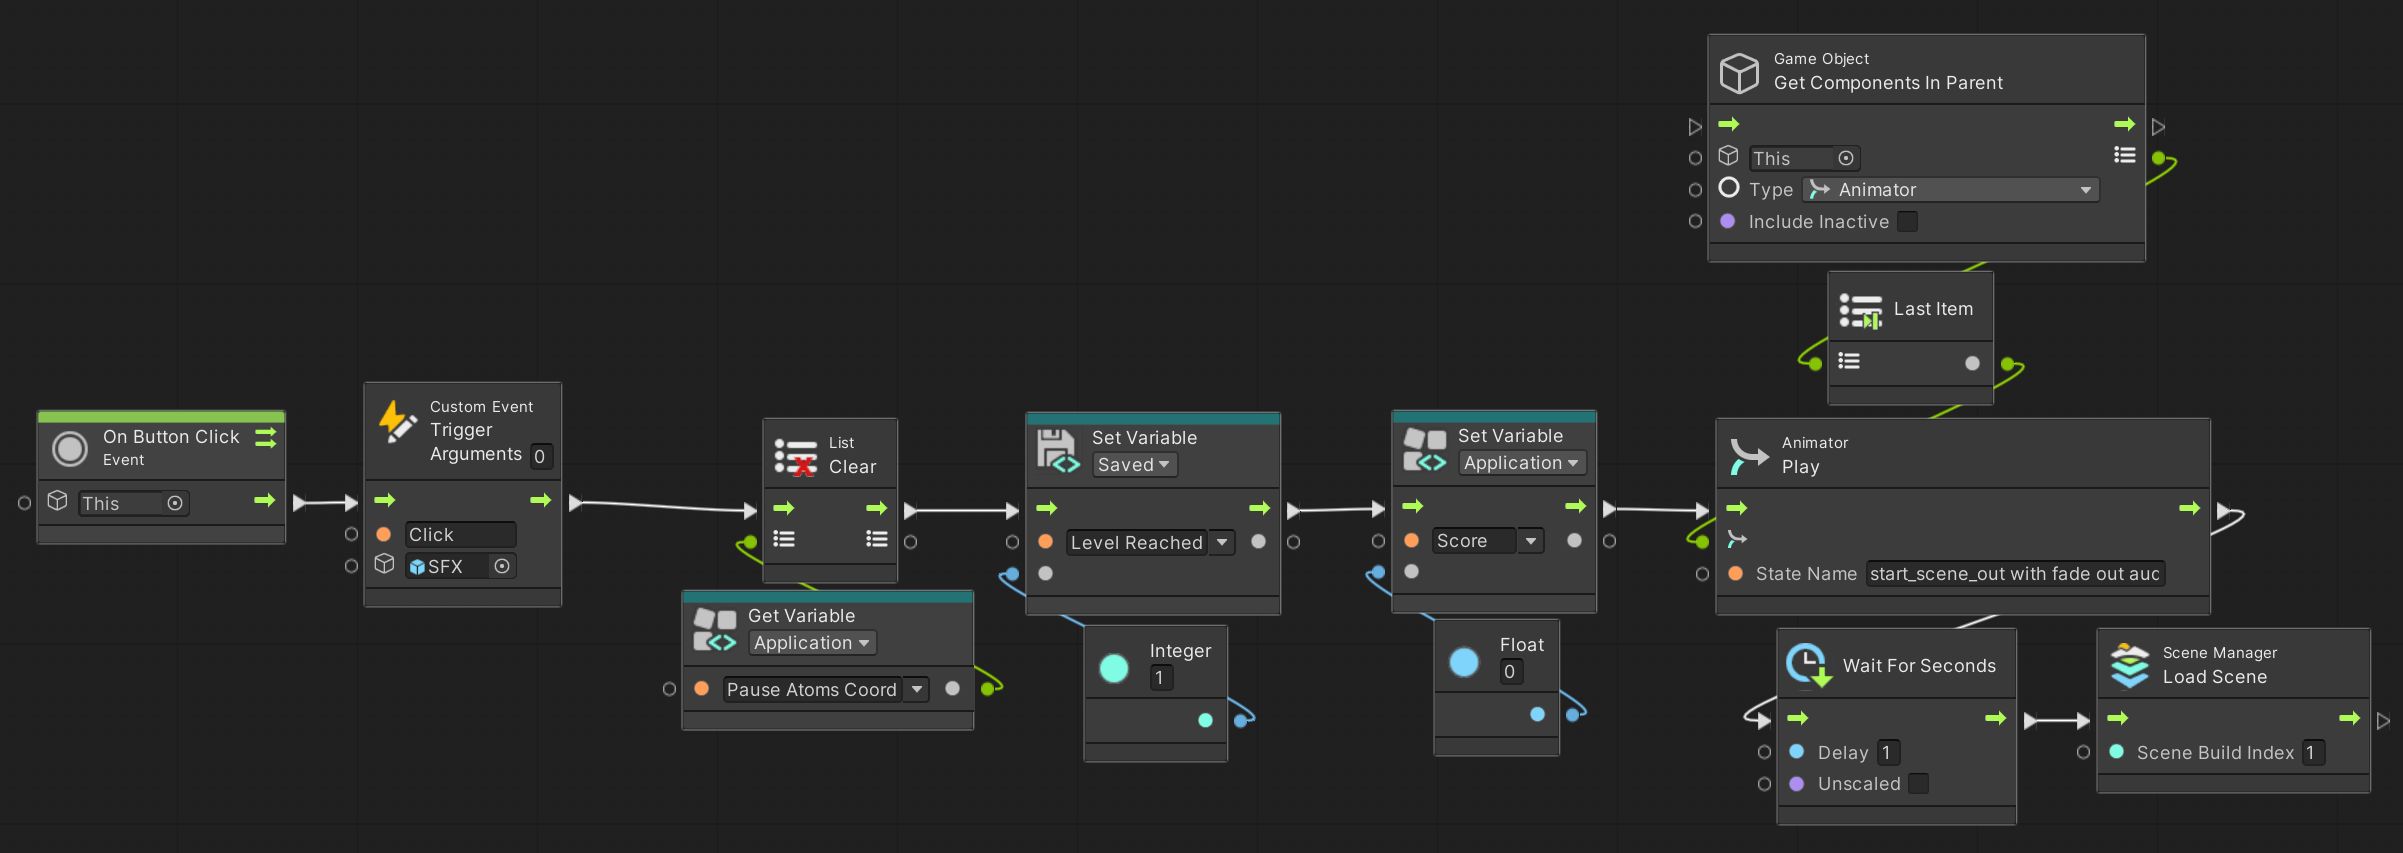 On Button Click
Event
This
Custom Event
Trigger
Arguments 0
Click
SFX
List
Clear
Get Variable
Application
Pause Atoms Coord
Set Variable
Saved
Level Reached
Integer
1
Set Variable
Application
Score
Float
0
Game Object
Get Components In Parent
This
Type Animator
Include Inactive
Last Item
Animator
Play
State Name start_scene_out with fade out
Wait For Seconds
Delay 1
Unscaled
Scene Manager
Load Scene
Scene Build Index 1